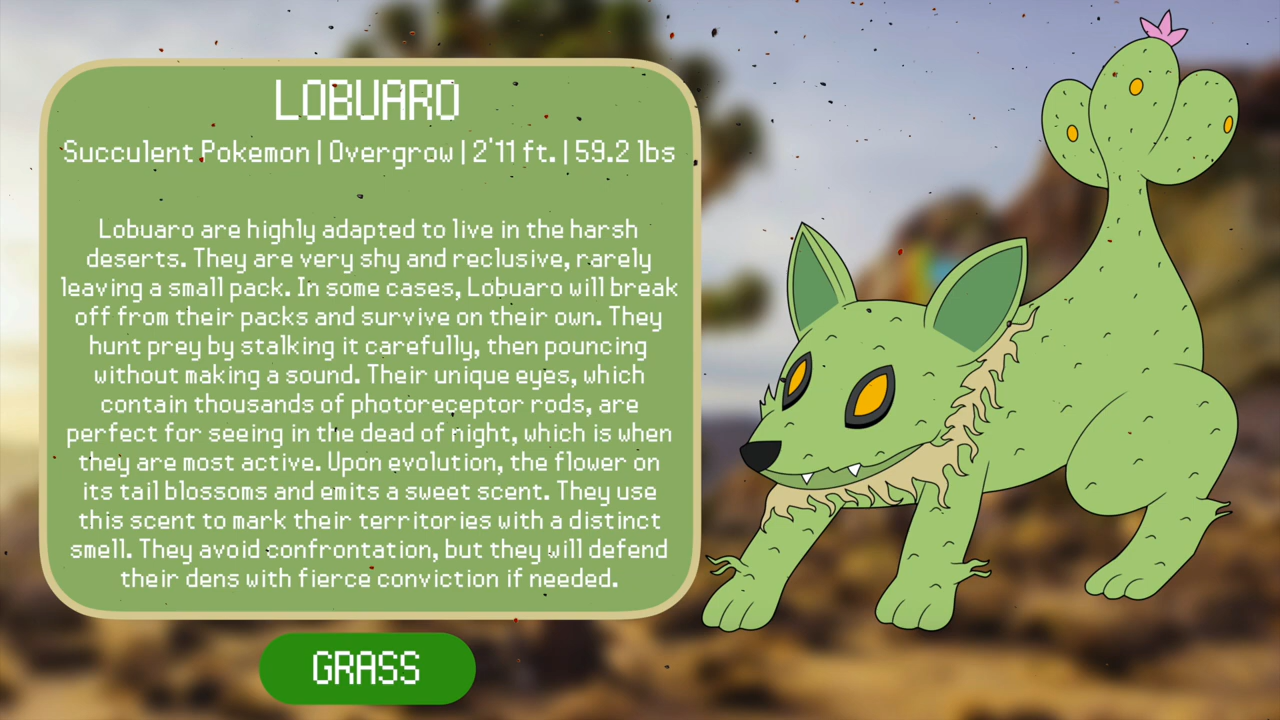 LOBUARO
Succulent Pokemon | Overgrow | 2'11 ft. | 59.2 lbs
Lobuaro are highly adapted to live in the harsh
deserts. They are very shy and reclusive, rarely
leaving a small pack. In some cases, Lobuaro will break
off from their packs and survive on their own. They
hunt prey by stalking it carefully, then pouncing
without making a sound. Their unique eyes, which
contain thousands of photoreceptor rods, are
perfect for seeing in the dead of night, which is when
they are most active. Upon evolution, the flower on
its tail blossoms and emits a sweet scent. They use
this scent to mark their territories with a distinct
smell. They avoid confrontation, but they will defend
their dens with fierce conviction if needed.
GRASS